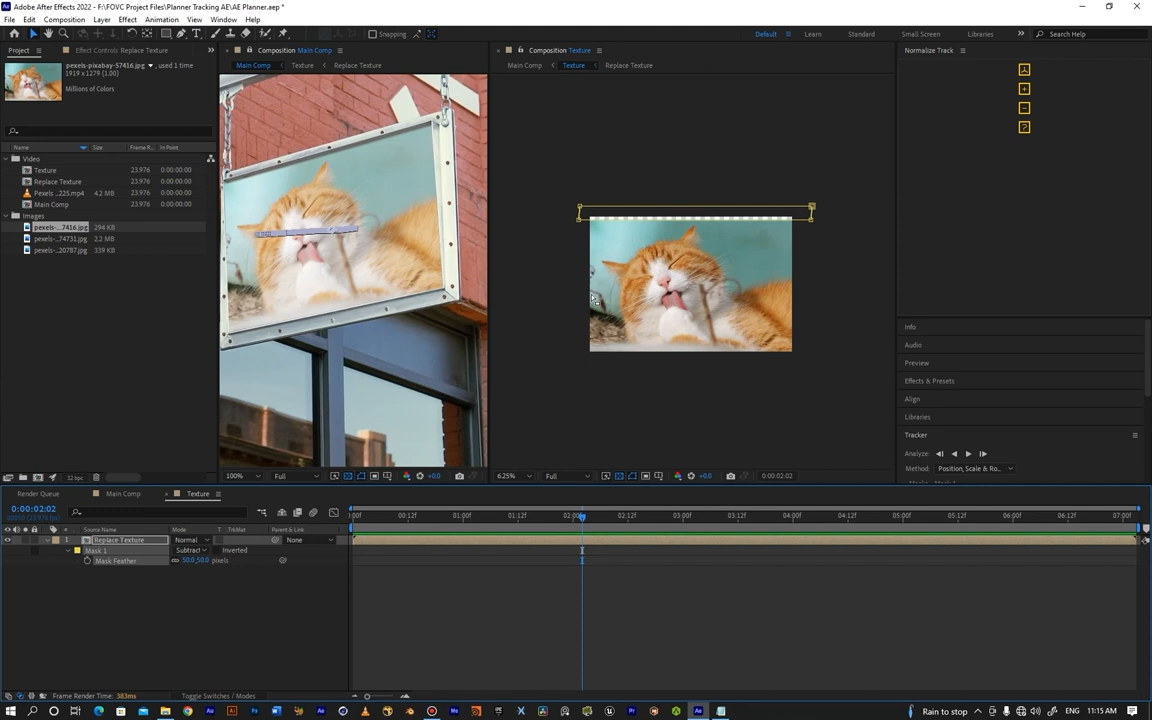 Adobe After Effects 2022 - F:\FOVC Project Files\Planner Tracking AE\AE Planner.aep *
File Edit Composition Layer Effect Animation View Window Help
Snapping
Default Learn Standard Small Screen Libraries Search Help
Project Effect Controls Replace Texture
Composition Main Comp
Composition Texture
Normalize Track
Main Comp Texture Replace Texture
Main Comp Texture Replace Texture
pexels-pixabay-57416.jpg , used 1 time
1919 x 1279 (1.00)
Millions of Colors
Name Size Frame R... In Point
Video
Texture 23.976 0:00:00:00
Replace Texture 23.976 0:00:00:00
Pexels ...225.mp4 4.2 MB 23.976 0:00:00:00
Main Comp 23.976 0:00:00:00
Images
pexels-...7416.jpg 294 KB
pexels-...74731.jpg 2.2 MB
pexels-...20787.jpg 339 KB
Info
Audio
Preview
Effects & Presets
Align
Libraries
Tracker
Analyze:
Method: Position, Scale & Ro...
32 bpc
100% Full +0.0
6.25% Full +0.0 0:00:02:02
Render Queue Main Comp Texture
0:00:02:02
# Source Name Mode T .TrkMat Parent & Link
1 Replace Texture Normal None
Mask 1 Subtract Inverted
Mask Feather 50.0,50.0 pixels
:00f 00:12f 01:00f 01:12f 02:00f 02:12f 03:00f 03:12f 04:00f 04:12f 05:00f 05:12f 06:00f 06:12f 07:00f
Frame Render Time: 383ms Toggle Switches / Modes
Rain to stop ENG 11:15 AM